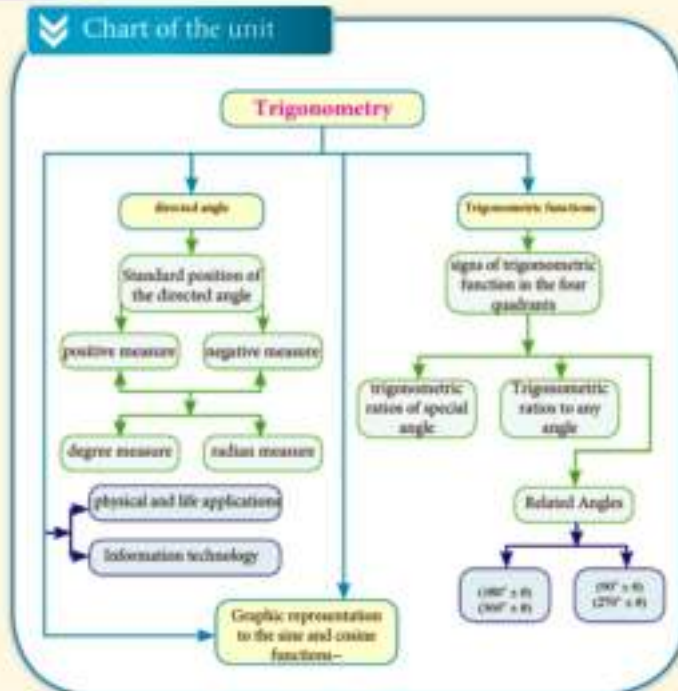 Chart of the unit
Trigonometry
directed angle
Trigonometric functions
Standard position of
the directed angle
signs of trigonometric
function in the four
quadrants
positive measure
negative measure
trigonometric
ratios of special
angle
Trigonometric
ratios to any
angle
degree measure
radian measure
physical and life applications
Related Angles
Information technology
(180° ± θ)
(360° ± θ)
(90° ± θ)
(270° ± θ)
Graphic representation
to the sine and cosine
functions–